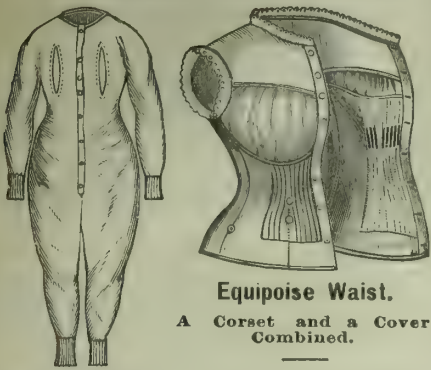 Equipoise Waist.
A Corset and a Cover
Combined.